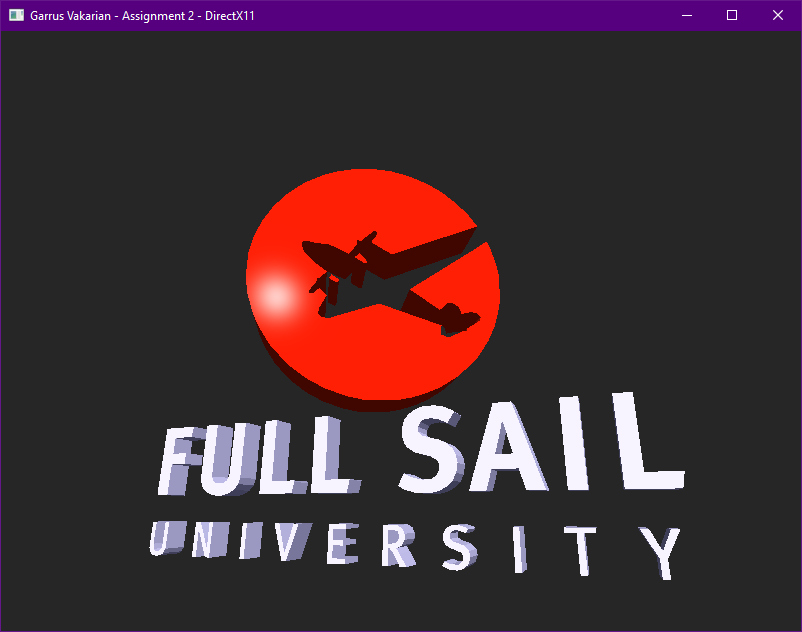 Garrus Vakarian - Assignment 2 - DirectX11
FULL SAIL
UNIVERSITY